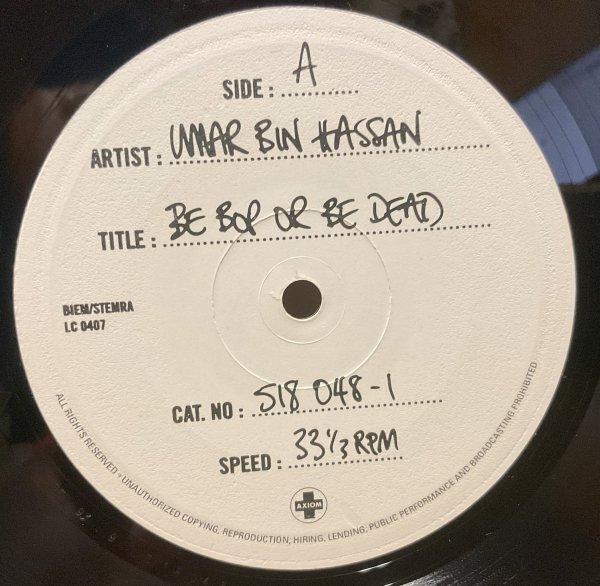 SIDE : A
ARTIST : UMAR BIN HASSAN
TITLE : BE BOP OR BE DEAD
BIEM/STEMRA
LC 0407
CAT. NO : 518 048-1
SPEED : 33⅓ RPM
AXIOM
ALL RIGHTS RESERVED • UNAUTHORIZED COPYING, REPRODUCTION, HIRING, LENDING, PUBLIC PERFORMANCE AND BROADCASTING PROHIBITED